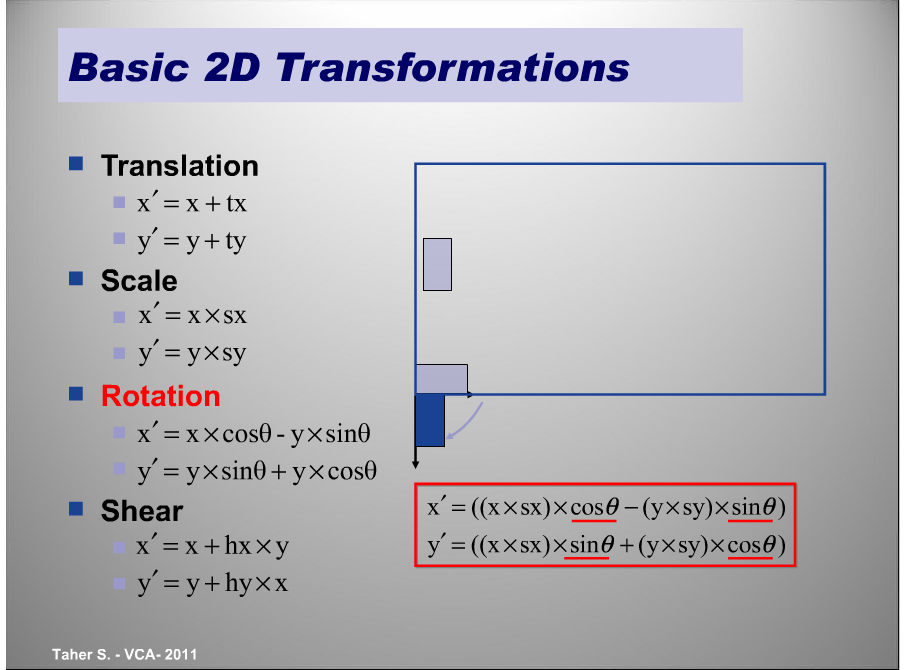 Basic 2D Transformations
Translation
x′ = x + tx
y′ = y + ty
Scale
x′ = x × sx
y′ = y × sy
Rotation
x′ = x × cosθ - y × sinθ
y′ = y × sinθ + y × cosθ
Shear
x′ = x + hx × y
y′ = y + hy × x
x′ = ((x × sx) × cosθ − (y × sy) × sinθ)
y′ = ((x × sx) × sinθ + (y × sy) × cosθ)
Taher S. - VCA- 2011